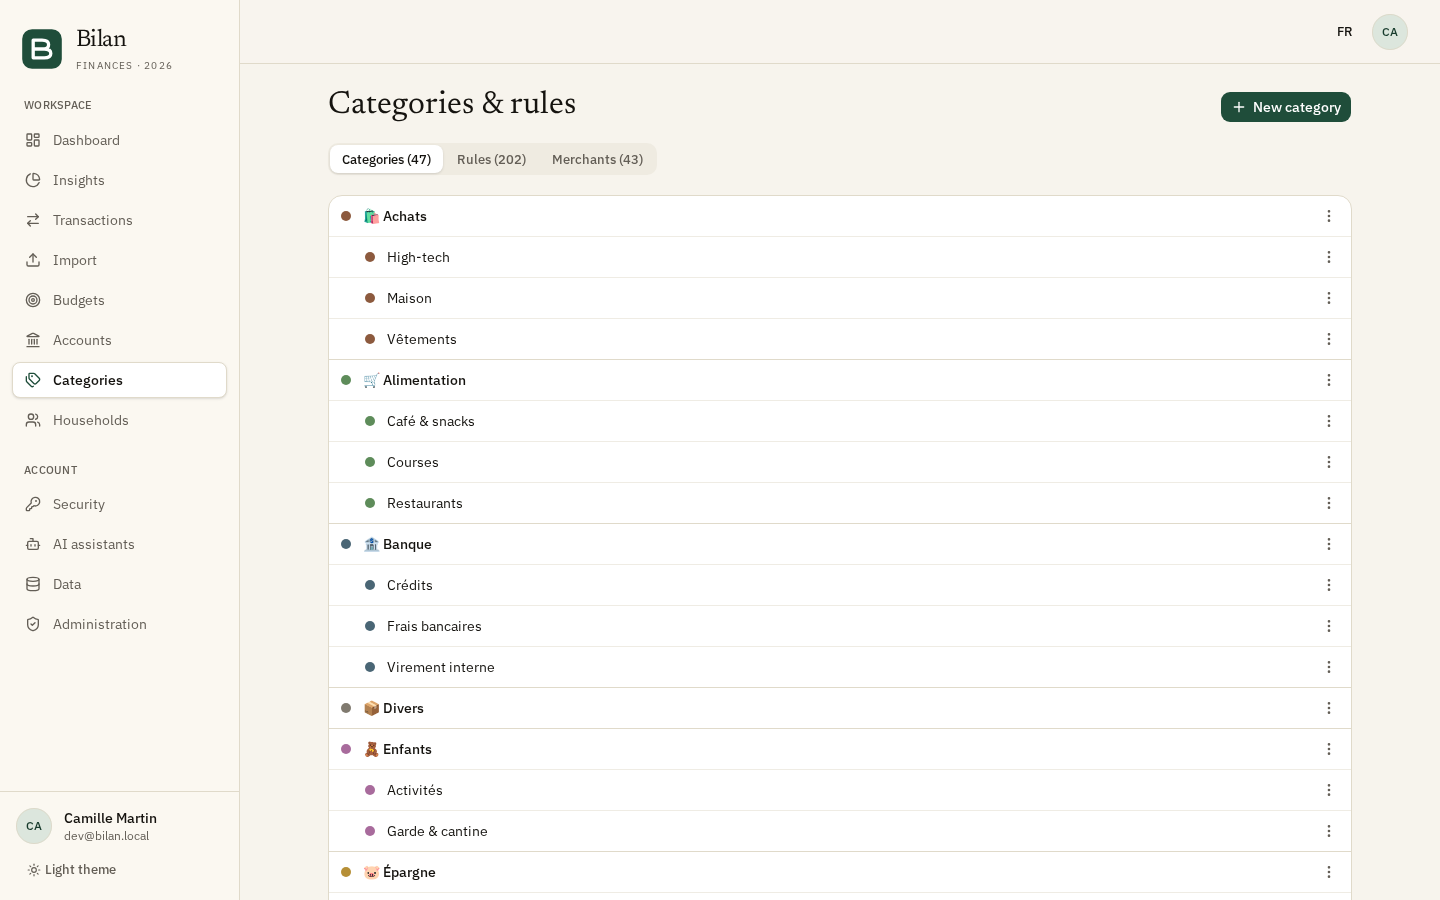 Bilan
FINANCES · 2026
WORKSPACE
Dashboard
Insights
Transactions
Import
Budgets
Accounts
Categories
Households
ACCOUNT
Security
AI assistants
Data
Administration
CA
Camille Martin
dev@bilan.local
Light theme
FR
CA
Categories & rules
New category
Categories (47)
Rules (202)
Merchants (43)
Achats
High-tech
Maison
Vêtements
Alimentation
Café & snacks
Courses
Restaurants
Banque
Crédits
Frais bancaires
Virement interne
Divers
Enfants
Activités
Garde & cantine
Épargne